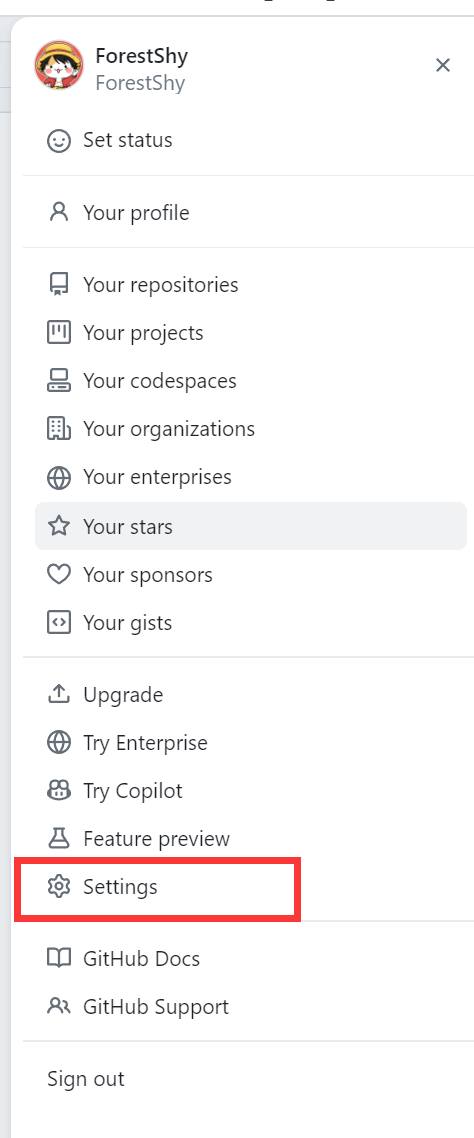 ForestShy
ForestShy
Set status
Your profile
Your repositories
Your projects
Your codespaces
Your organizations
Your enterprises
Your stars
Your sponsors
Your gists
Upgrade
Try Enterprise
Try Copilot
Feature preview
Settings
GitHub Docs
GitHub Support
Sign out